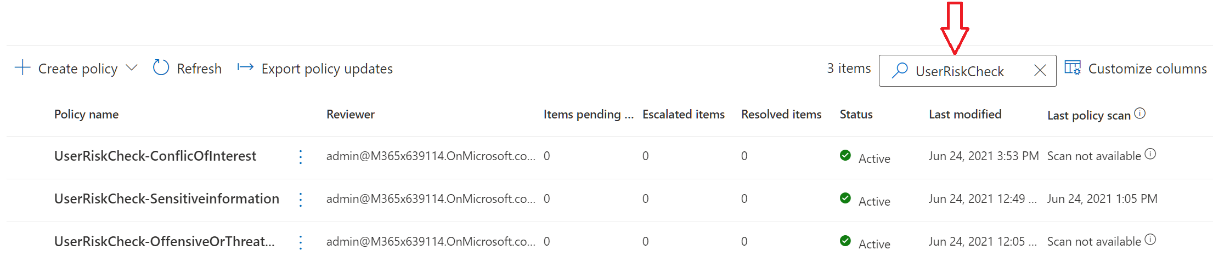 Create policy Refresh Export policy updates 3 items UserRiskCheck Customize columns
Policy name Reviewer Items pending ... Escalated items Resolved items Status Last modified Last policy scan
UserRiskCheck-ConflicOfInterest admin@M365x639114.OnMicrosoft.co... 0 0 0 Active Jun 24, 2021 3:53 PM Scan not available
UserRiskCheck-Sensitiveinformation admin@M365x639114.OnMicrosoft.co... 0 0 0 Active Jun 24, 2021 12:49 ... Jun 24, 2021 1:05 PM
UserRiskCheck-OffensiveOrThreat... admin@M365x639114.OnMicrosoft.co... 0 0 0 Active Jun 24, 2021 12:05 ... Scan not available